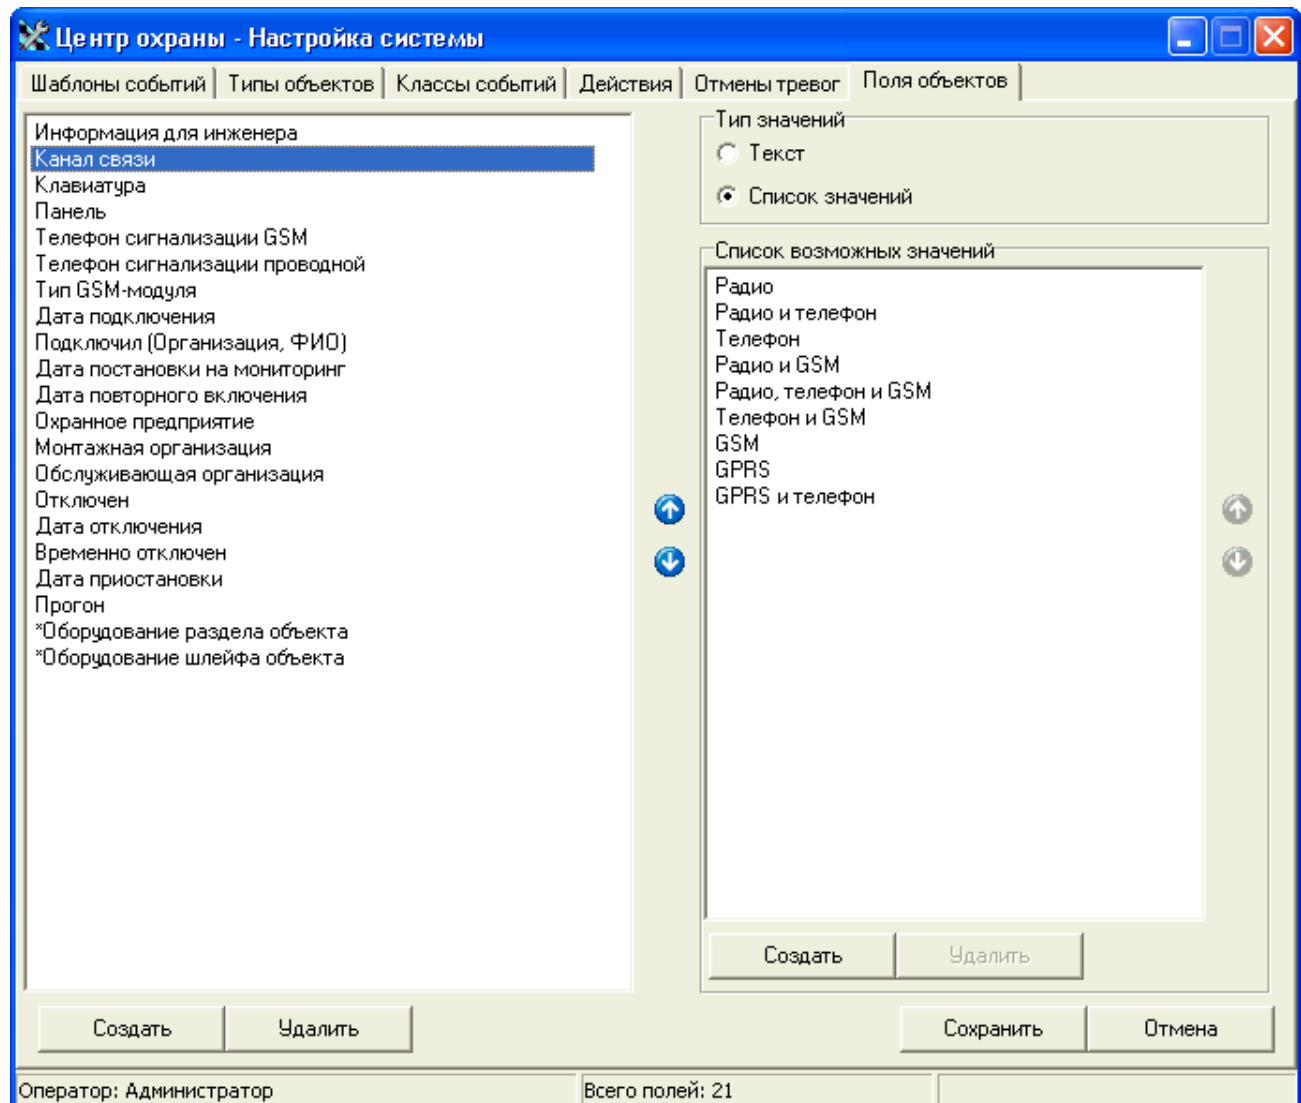 Центр охраны - Настройка системы
Шаблоны событий Типы объектов Классы событий Действия Отмены тревог Поля объектов
Информация для инженера
Канал связи
Клавиатура
Панель
Телефон сигнализации GSM
Телефон сигнализации проводной
Тип GSM-модуля
Дата подключения
Подключил (Организация, ФИО)
Дата постановки на мониторинг
Дата повторного включения
Охранное предприятие
Монтажная организация
Обслуживающая организация
Отключен
Дата отключения
Временно отключен
Дата приостановки
Прогон
*Оборудование раздела объекта
*Оборудование шлейфа объекта
Тип значений
Текст
Список значений
Список возможных значений
Радио
Радио и телефон
Телефон
Радио и GSM
Радио, телефон и GSM
Телефон и GSM
GSM
GPRS
GPRS и телефон
Создать Удалить
Создать Удалить Сохранить Отмена
Оператор: Администратор Всего полей: 21